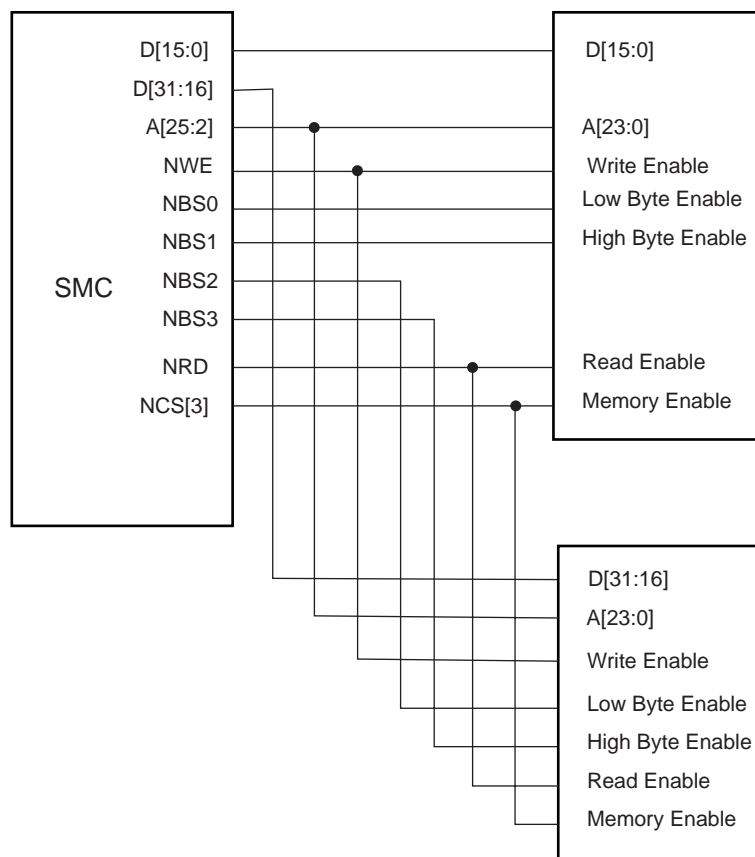 SMC
D[15:0]
D[31:16]
A[25:2]
NWE
NBS0
NBS1
NBS2
NBS3
NRD
NCS[3]
D[15:0]
A[23:0]
Write Enable
Low Byte Enable
High Byte Enable
Read Enable
Memory Enable
D[31:16]
A[23:0]
Write Enable
Low Byte Enable
High Byte Enable
Read Enable
Memory Enable